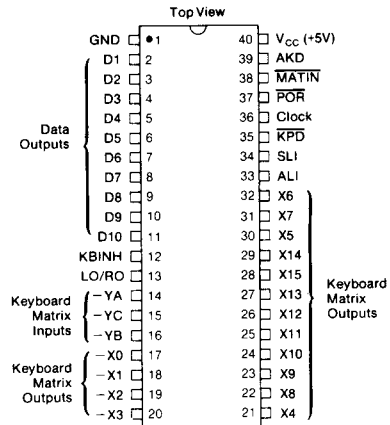 Top View
GND 1 40 VCC (+5V)
D1 2 39 AKD
D2 3 38 MATIN
D3 4 37 POR
D4 5 36 Clock
D5 6 35 KPD
D6 7 34 SLI
D7 8 33 ALI
D8 9 32 X6
D9 10 31 X7
D10 11 30 X5
KBINH 12 29 X14
LO/RO 13 28 X15
-YA 14 27 X13
-YC 15 26 X12
-YB 16 25 X11
-X0 17 24 X10
-X1 18 23 X9
-X2 19 22 X8
-X3 20 21 X4
Data
Outputs
Keyboard
Matrix
Inputs
Keyboard
Matrix
Outputs
Keyboard
Matrix
Outputs